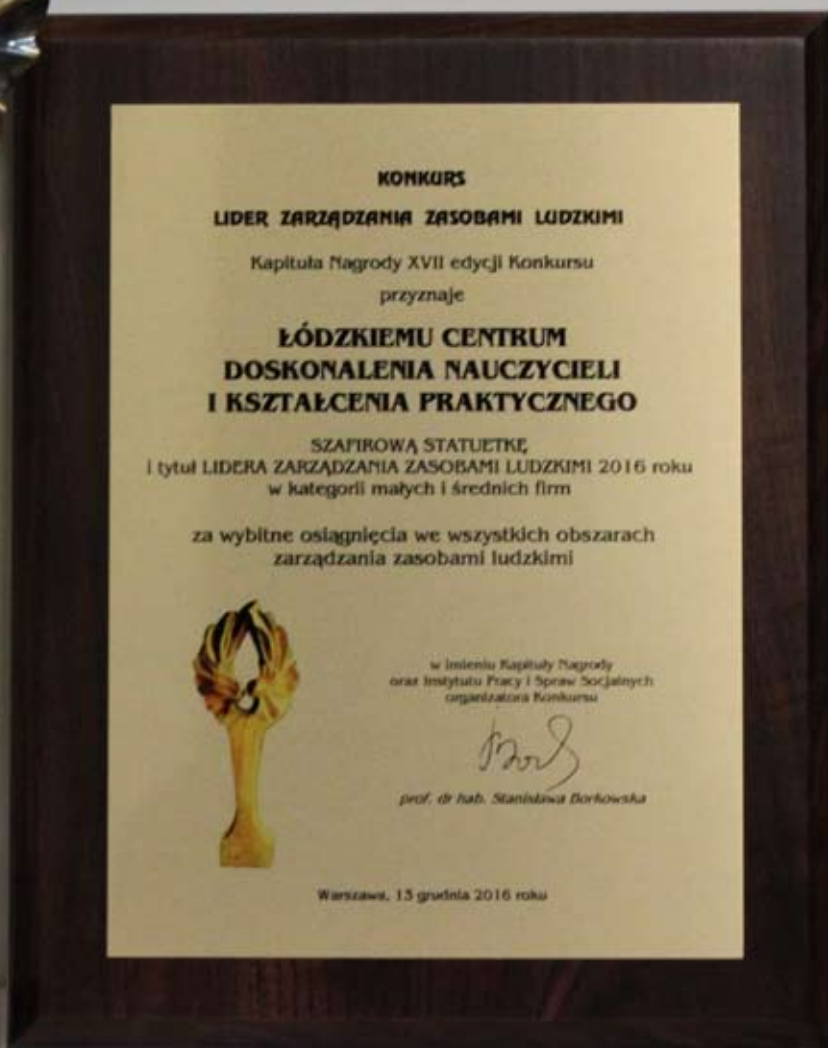 KONKURS
LIDER ZARZĄDZANIA ZASOBAMI LUDZKIMI
Kapituła Nagrody XVII edycji Konkursu
przyznaje
ŁÓDZKIEMU CENTRUM
DOSKONALENIA NAUCZYCIELI
I KSZTAŁCENIA PRAKTYCZNEGO
SZAFIROWĄ STATUETKĘ
i tytuł LIDERA ZARZĄDZANIA ZASOBAMI LUDZKIMI 2016 roku
w kategorii małych i średnich firm
za wybitne osiągnięcia we wszystkich obszarach
zarządzania zasobami ludzkimi
w imieniu Kapituły Nagrody
oraz Instytutu Pracy i Spraw Socjalnych
organizatora Konkursu
prof. dr hab. Stanisława Borkowska
Warszawa, 13 grudnia 2016 roku